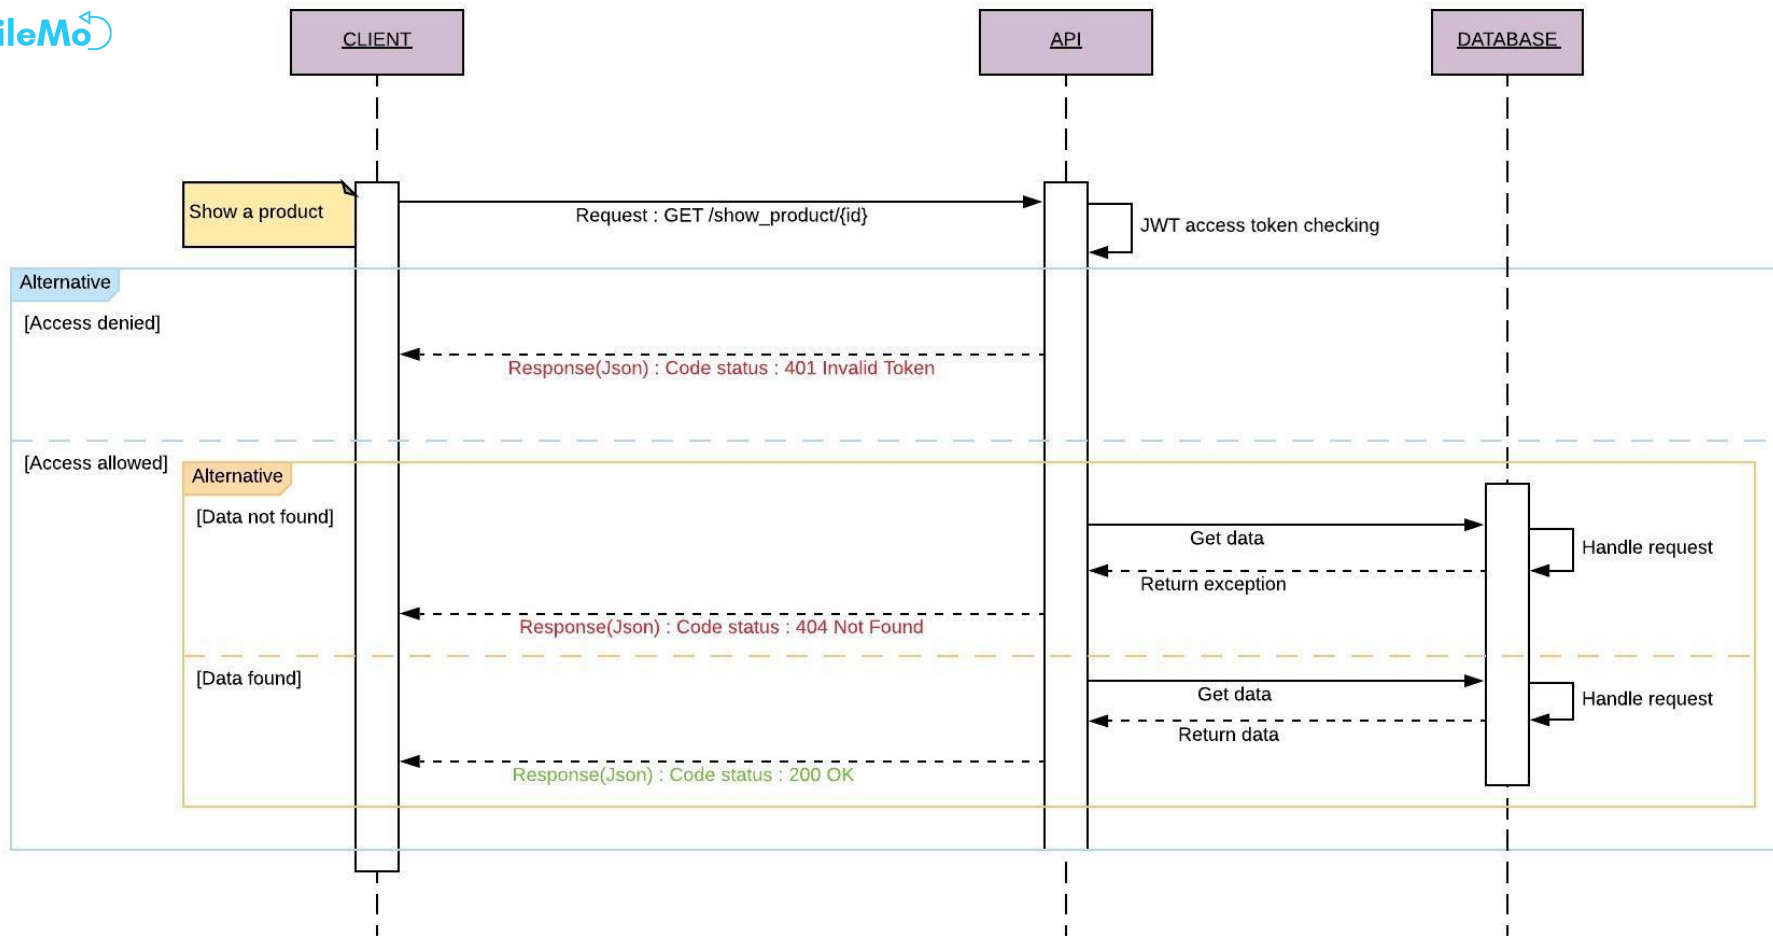 ileMo
CLIENT
API
DATABASE
Show a product
Request : GET /show_product/{id}
JWT access token checking
Alternative
[Access denied]
Response(Json) : Code status : 401 Invalid Token
[Access allowed]
Alternative
[Data not found]
Get data
Handle request
Return exception
Response(Json) : Code status : 404 Not Found
[Data found]
Get data
Handle request
Return data
Response(Json) : Code status : 200 OK